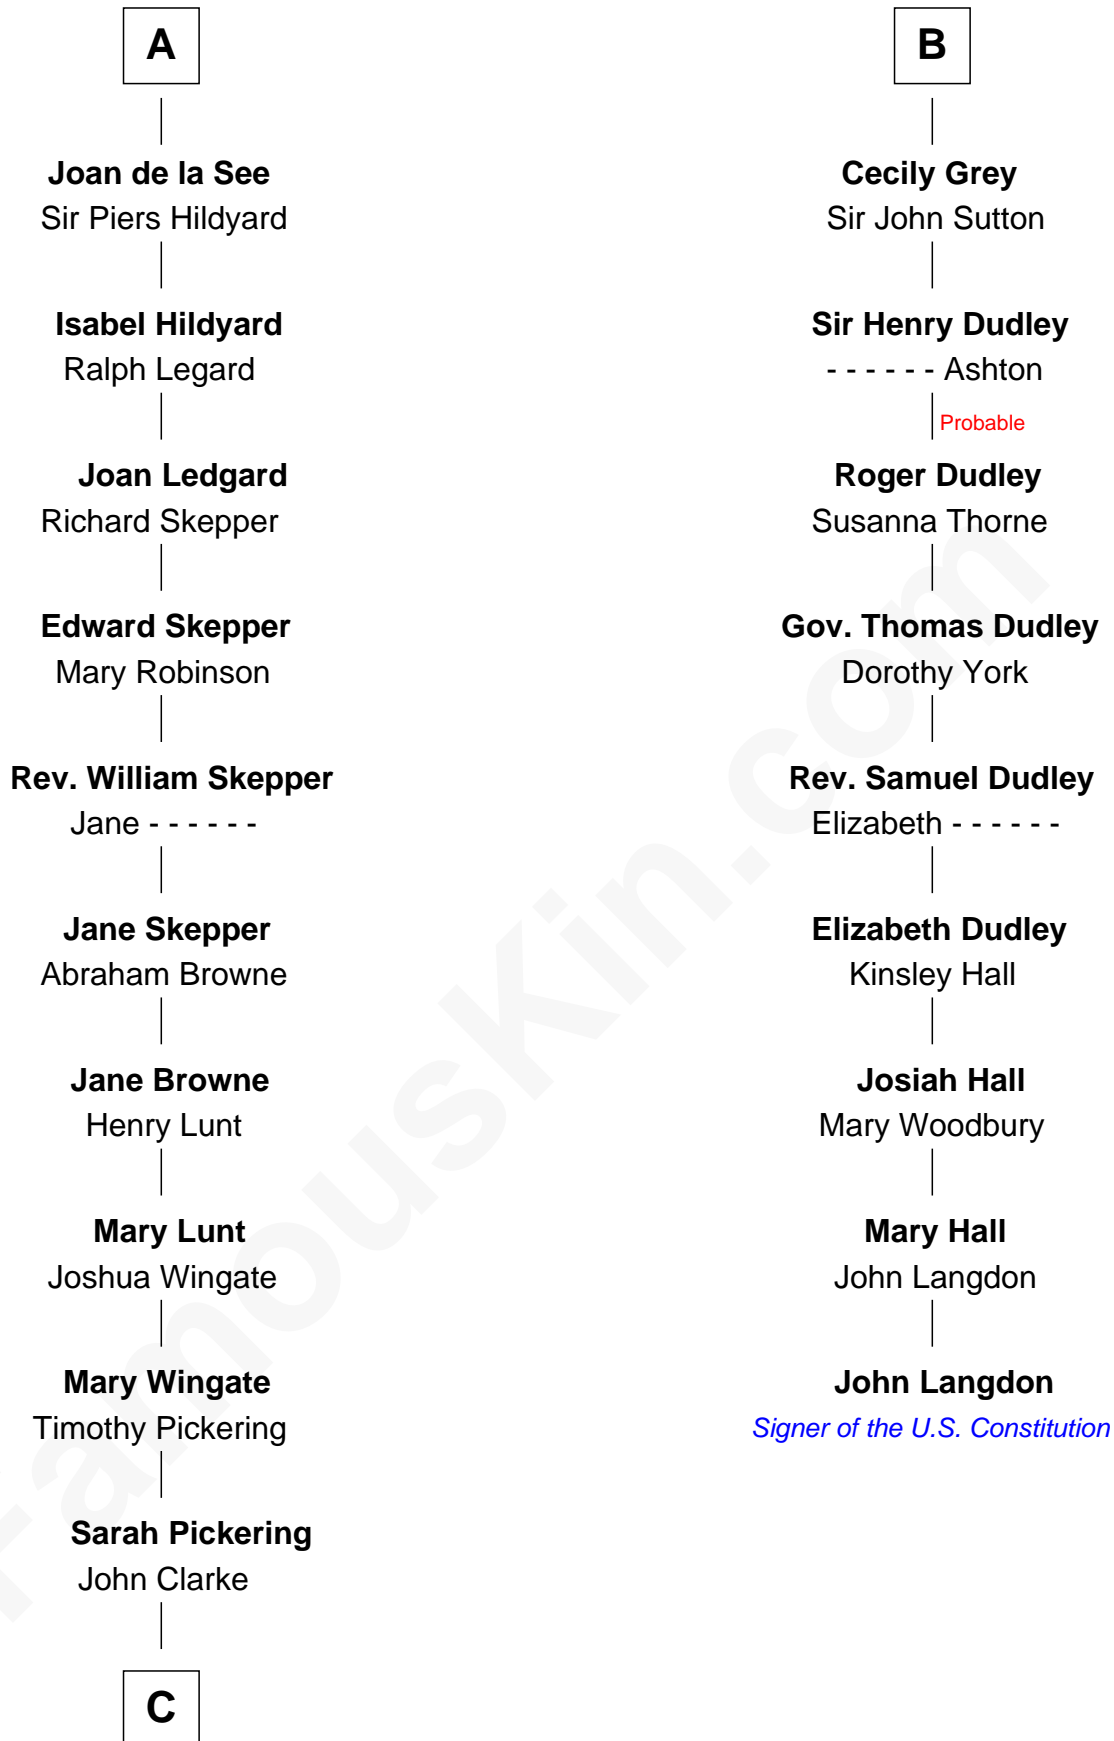 A
Joan de la See
Sir Piers Hildyard
Isabel Hildyard
Ralph Legard
Joan Ledgard
Richard Skepper
Edward Skepper
Mary Robinson
Rev. William Skepper
Jane - - - - - -
Jane Skepper
Abraham Browne
Jane Browne
Henry Lunt
Mary Lunt
Joshua Wingate
Mary Wingate
Timothy Pickering
Sarah Pickering
John Clarke
C
B
Cecily Grey
Sir John Sutton
Sir Henry Dudley
- - - - - - Ashton
Probable
Roger Dudley
Susanna Thorne
Gov. Thomas Dudley
Dorothy York
Rev. Samuel Dudley
Elizabeth - - - - - -
Elizabeth Dudley
Kinsley Hall
Josiah Hall
Mary Woodbury
Mary Hall
John Langdon
John Langdon
Signer of the U.S. Constitution
FamousKin.com